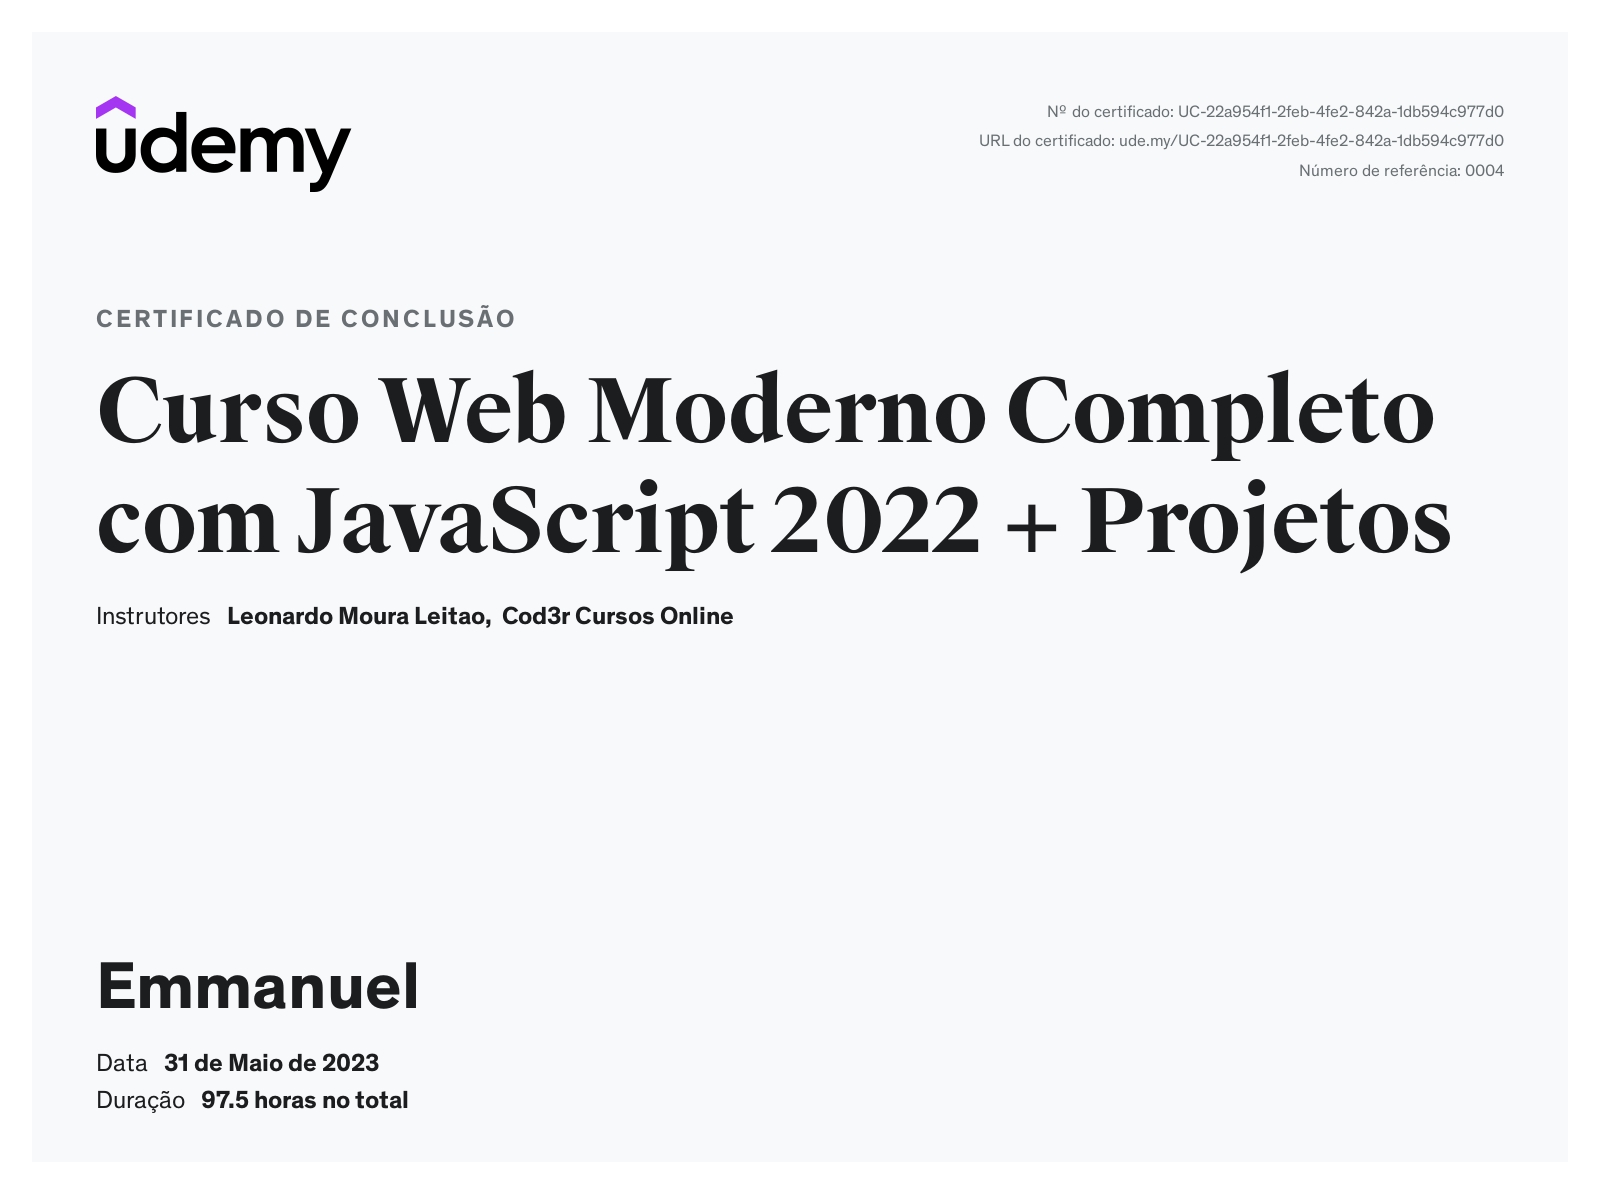 udemy
Nº do certificado: UC-22a954f1-2feb-4fe2-842a-1db594c977d0
URL do certificado: ude.my/UC-22a954f1-2feb-4fe2-842a-1db594c977d0
Número de referência: 0004
CERTIFICADO DE CONCLUSÃO
Curso Web Moderno Completo
com JavaScript 2022 + Projetos
Instrutores Leonardo Moura Leitao, Cod3r Cursos Online
Emmanuel
Data 31 de Maio de 2023
Duração 97.5 horas no total